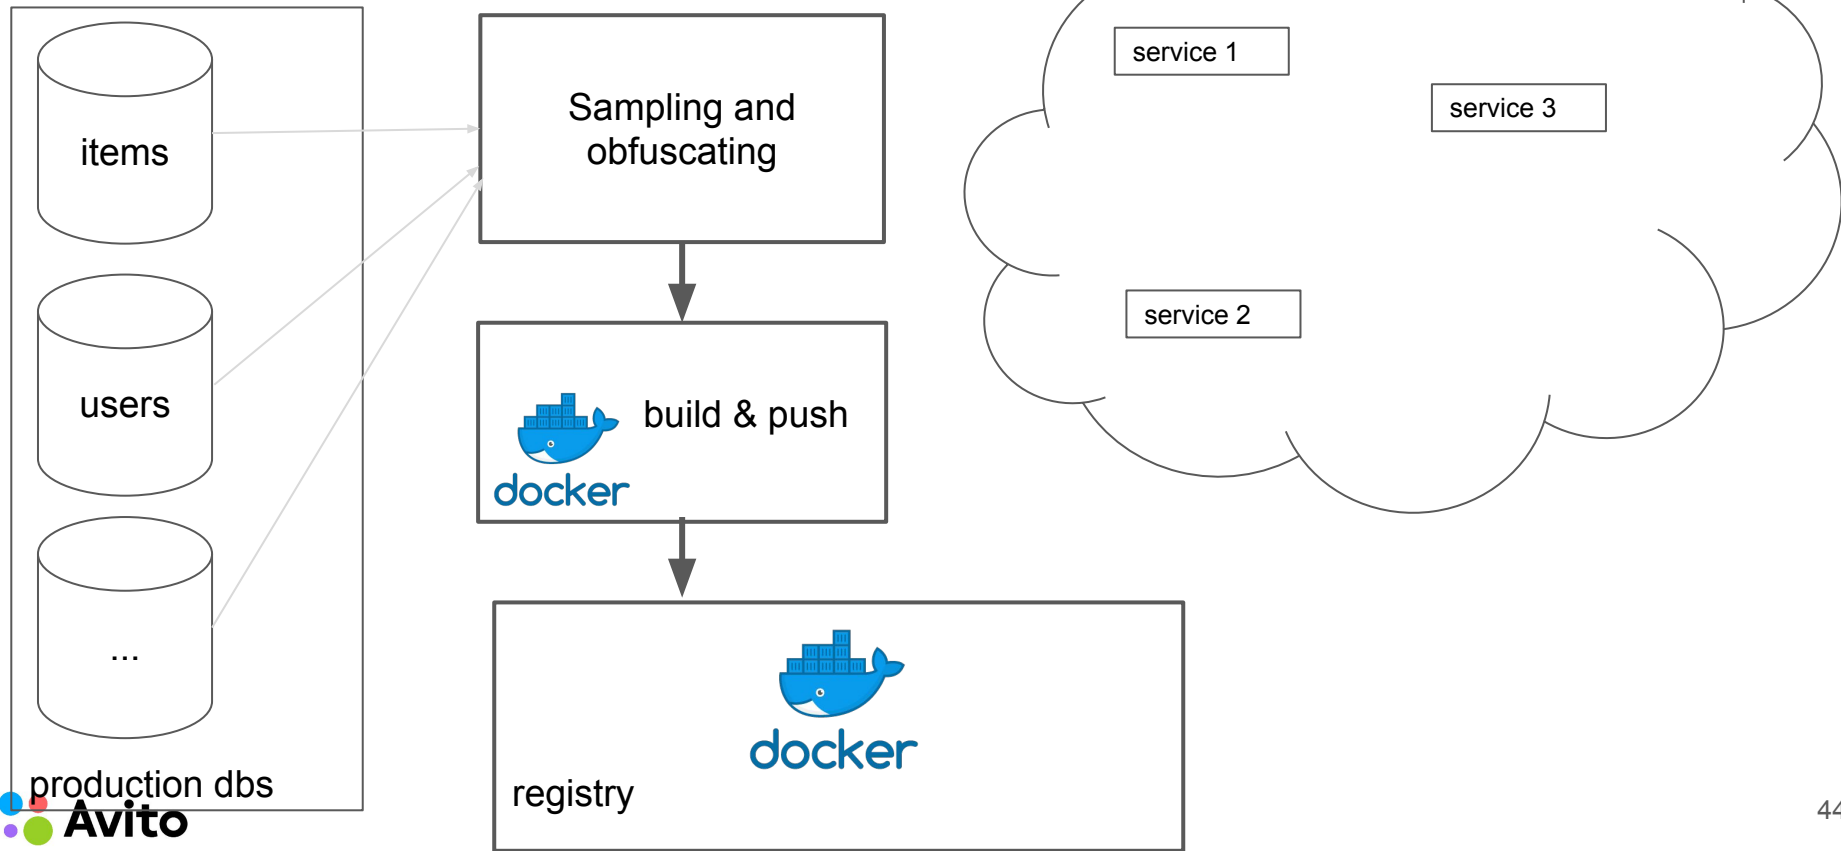 items
users
...
production dbs
Avito
Sampling and
obfuscating
docker
build & push
docker
registry
service 1
service 3
service 2
44